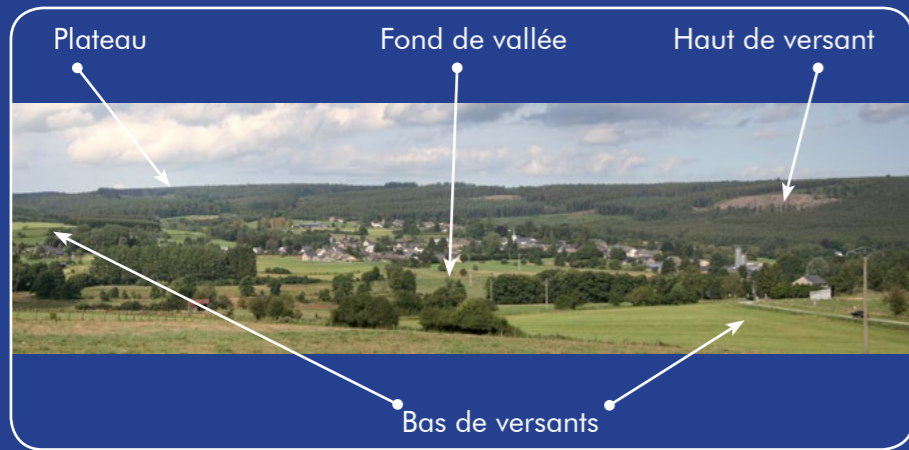 Plateau
Fond de vallée
Haut de versant
Bas de versants